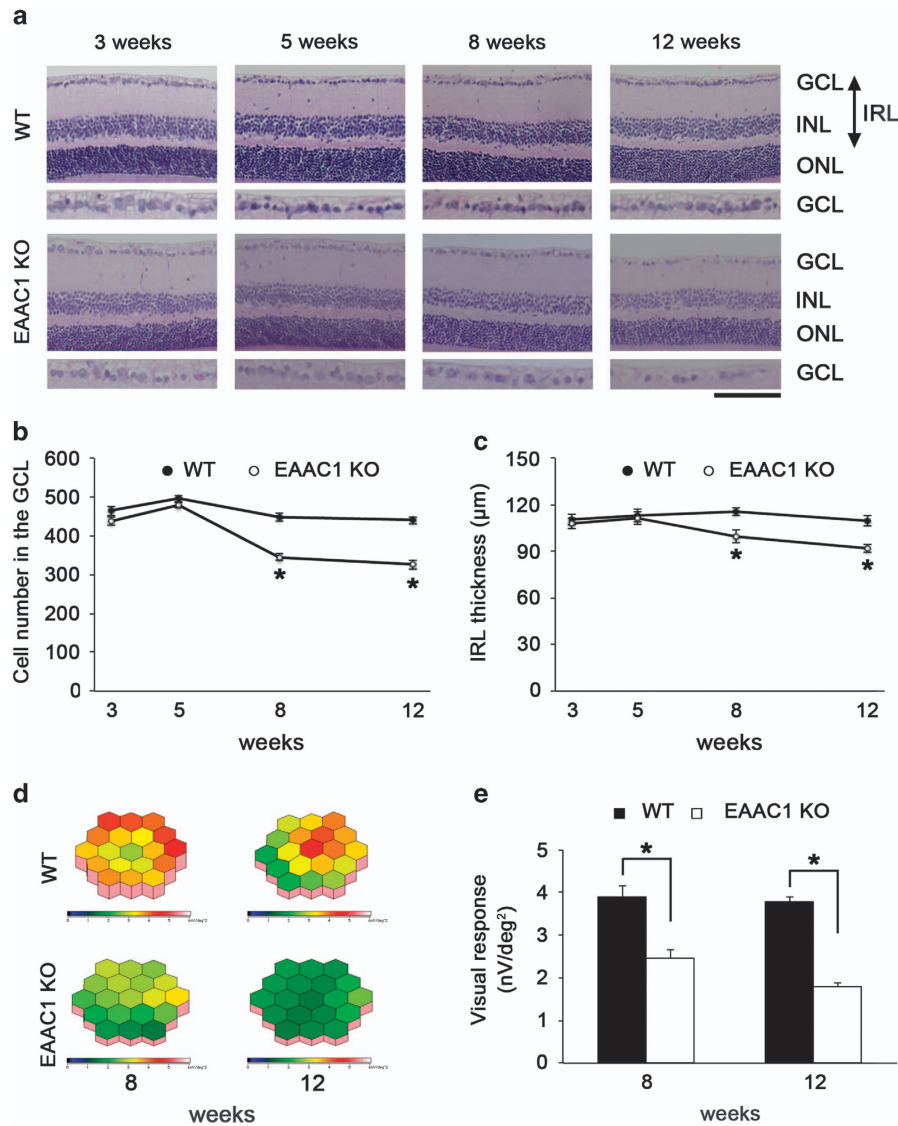 a
3 weeks 5 weeks 8 weeks 12 weeks
WT
GCL
IRL
INL
ONL
GCL
EAAC1 KO
GCL
INL
ONL
GCL
b
WT EAAC1 KO
Cell number in the GCL
600
500
400
300
200
100
0
*
*
3 5 8 12
weeks
c
WT EAAC1 KO
IRL thickness (µm)
150
120
90
60
30
0
*
*
3 5 8 12
weeks
d
WT
EAAC1 KO
8 12
weeks
e
WT EAAC1 KO
Visual response
(nV/deg²)
5
4
3
2
1
0
*
*
8 12
weeks